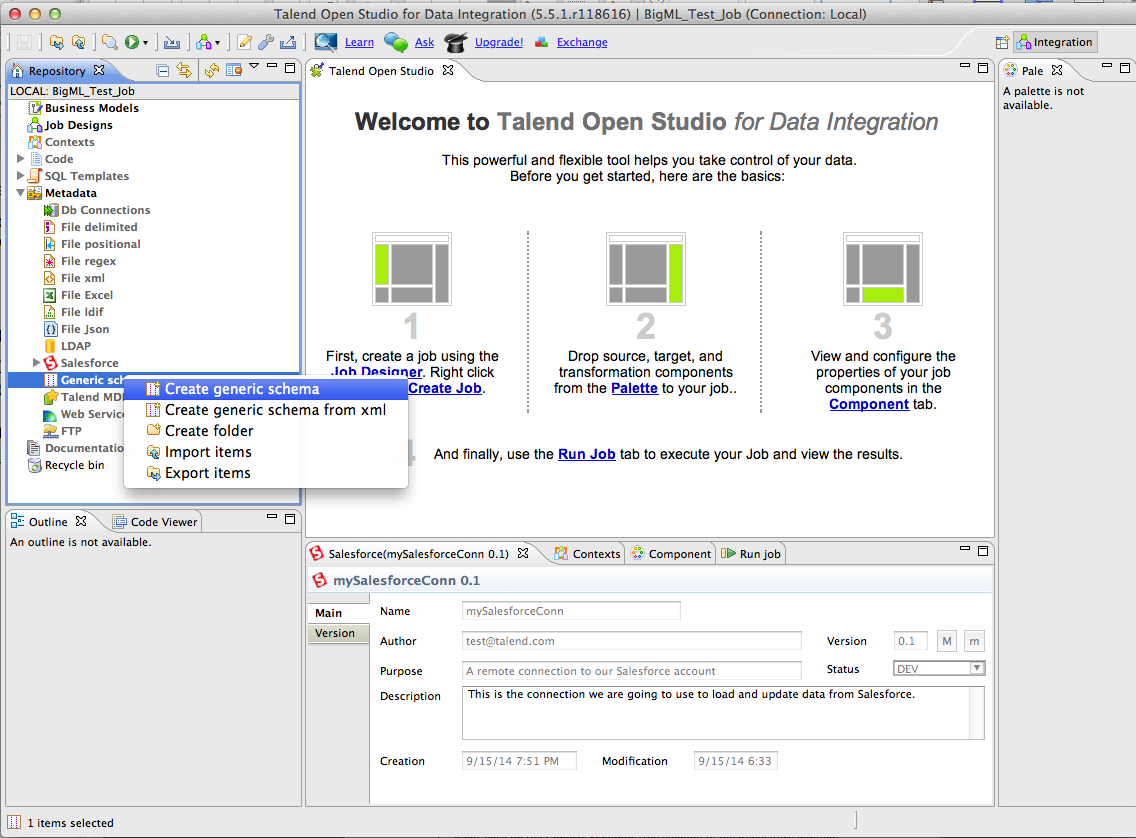 Talend Open Studio for Data Integration (5.5.1.r118616) | BigML_Test_Job (Connection: Local)
Learn Ask Upgrade! Exchange Integration
Repository
LOCAL: BigML_Test_Job
Business Models
Job Designs
Contexts
Code
SQL Templates
Metadata
Db Connections
File delimited
File positional
File regex
File xml
File Excel
File ldif
File Json
LDAP
Salesforce
Generic sch
Talend MD
Web Servic
FTP
Documentatio
Recycle bin
Create generic schema
Create generic schema from xml
Create folder
Import items
Export items
Talend Open Studio
Welcome to Talend Open Studio for Data Integration
This powerful and flexible tool helps you take control of your data.
Before you get started, here are the basics:
1
First, create a job using the
Job Designer. Right click
Create Job.
2
Drop source, target, and
transformation components
from the Palette to your job..
3
View and configure the
properties of your job
components in the
Component tab.
And finally, use the Run Job tab to execute your Job and view the results.
Pale
A palette is not
available.
Outline Code Viewer
An outline is not available.
Salesforce(mySalesforceConn 0.1) Contexts Component Run job
mySalesforceConn 0.1
Main
Version
Name mySalesforceConn
Author test@talend.com Version 0.1 M m
Purpose A remote connection to our Salesforce account Status DEV
Description This is the connection we are going to use to load and update data from Salesforce.
Creation 9/15/14 7:51 PM Modification 9/15/14 6:33
1 items selected